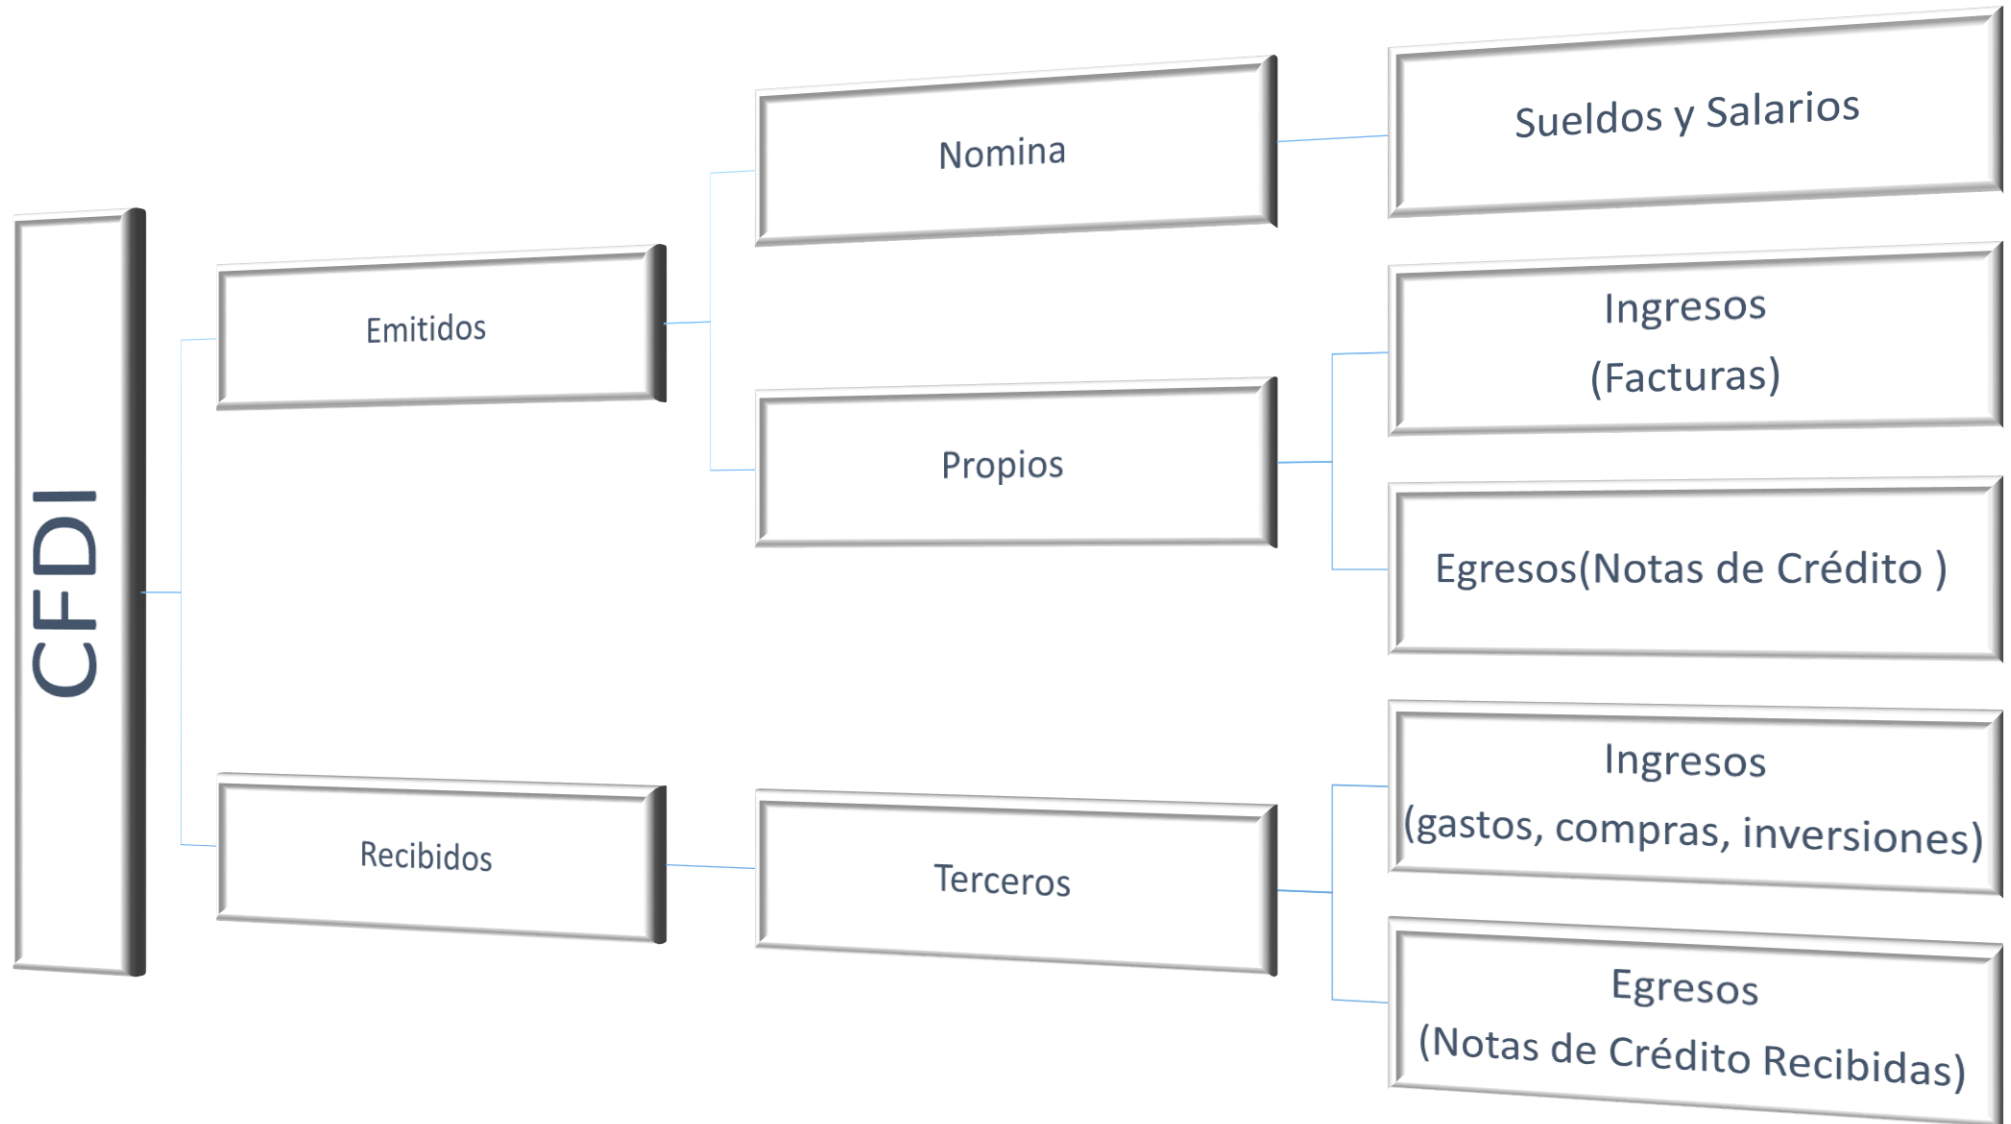 CFDI
Emitidos
Nomina
Sueldos y Salarios
Propios
Ingresos
(Facturas)
Egresos(Notas de Crédito )
Recibidos
Terceros
Ingresos
(gastos, compras, inversiones)
Egresos
(Notas de Crédito Recibidas)